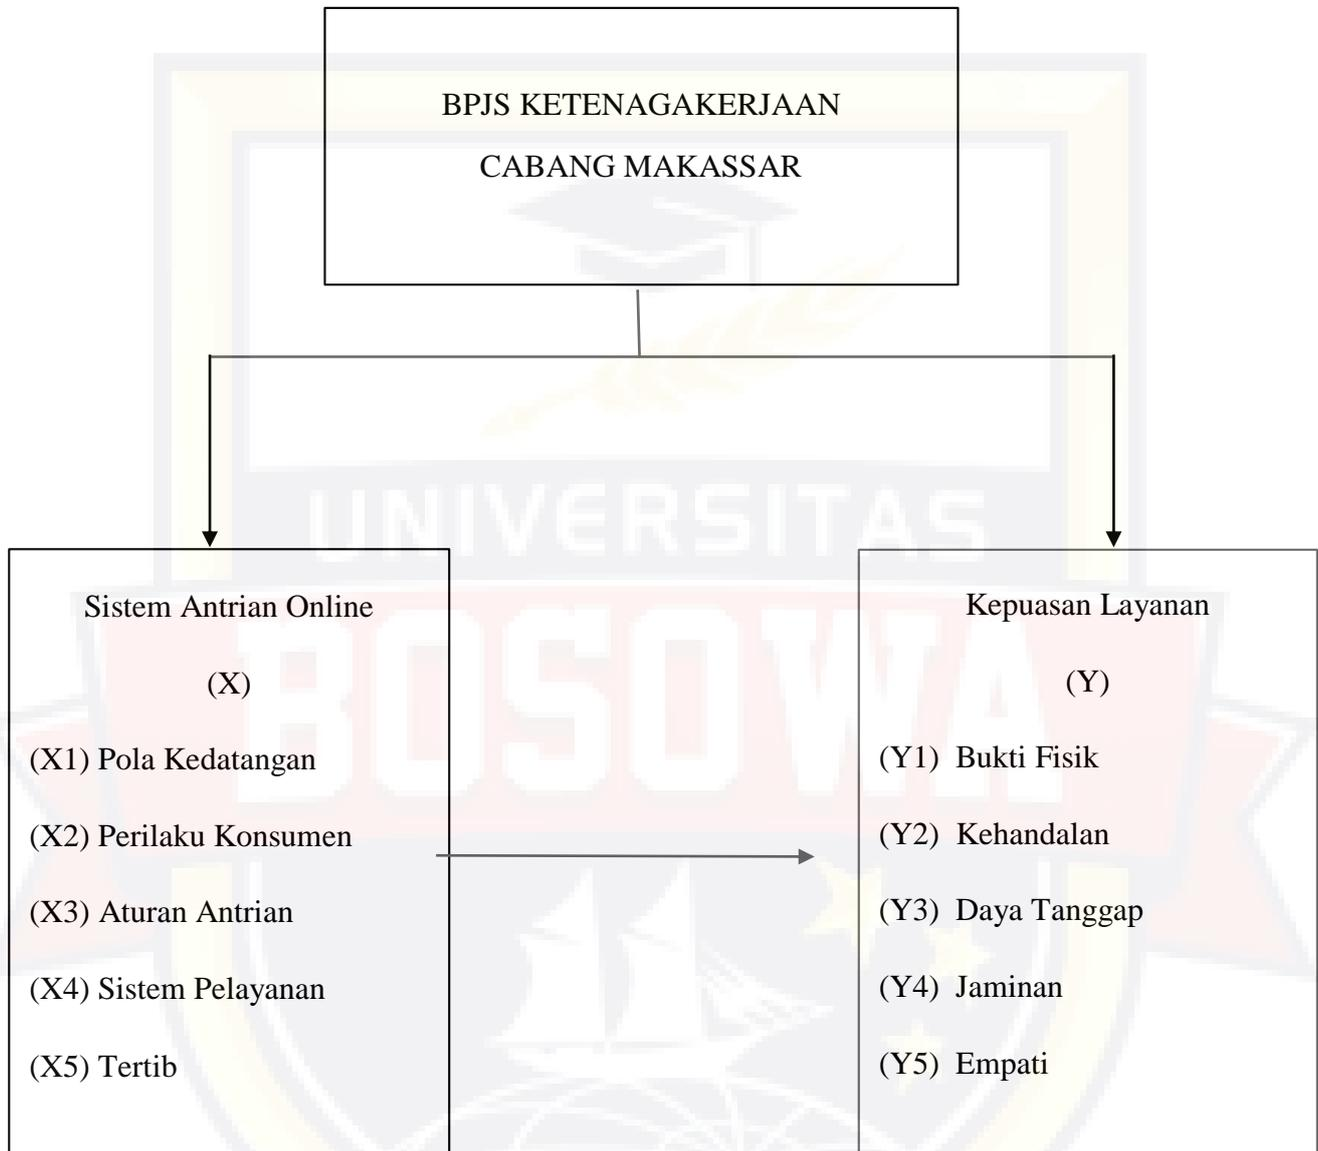 BPJS KETENAGAKERJAAN
CABANG MAKASSAR
UNIVERSITAS
BOSOWA
Sistem Antrian Online
(X)
(X1) Pola Kedatangan
(X2) Perilaku Konsumen
(X3) Aturan Antrian
(X4) Sistem Pelayanan
(X5) Tertib
Kepuasan Layanan
(Y)
(Y1) Bukti Fisik
(Y2) Kehandalan
(Y3) Daya Tanggap
(Y4) Jaminan
(Y5) Empati